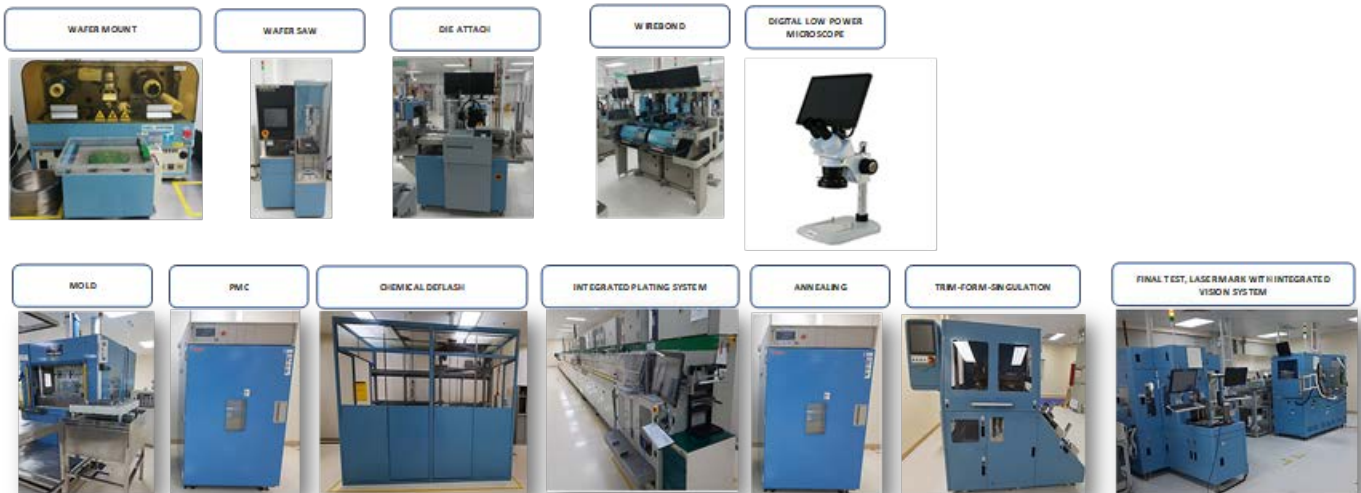 WAFER MOUNT
WAFER SAW
DIE ATTACH
WIREBOND
DIGITAL LOW POWER
MICROSCOPE
MOLD
PMC
CHEMICAL DEFLASH
INTEGRATED PLATING SYSTEM
ANNEALING
TRIM-FORM-SINGULATION
FINAL TEST, LASERMARK WITH INTEGRATED
VISION SYSTEM